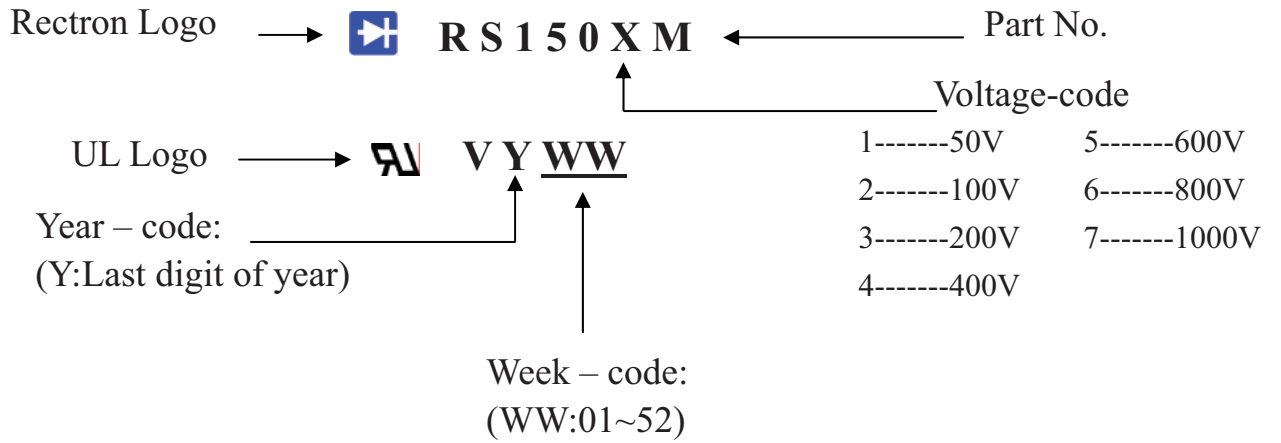 Rectron Logo R S 1 5 0 X M Part No.
Voltage-code
1-------50V 5-------600V
UL Logo V Y WW
2-------100V 6-------800V
Year – code:
3-------200V 7-------1000V
(Y:Last digit of year)
4-------400V
Week – code:
(WW:01~52)